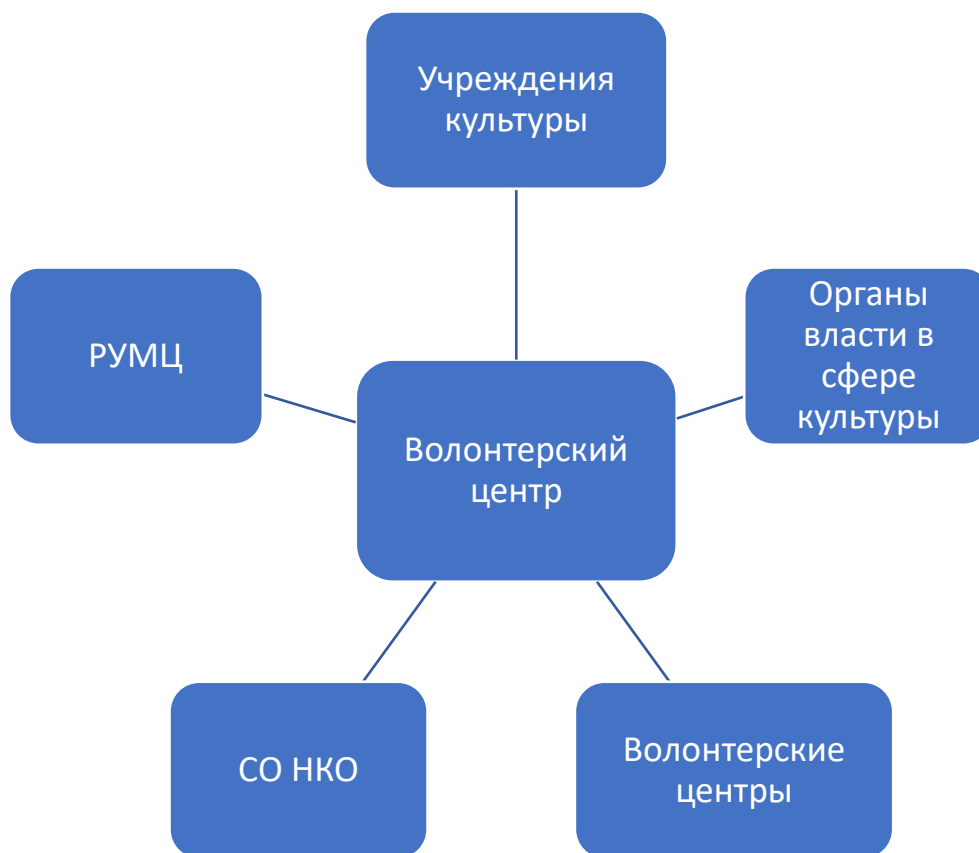 Учреждения
культуры
Органы
власти в
сфере
культуры
РУМЦ
Волонтерский
центр
СО НКО
Волонтерские
центры